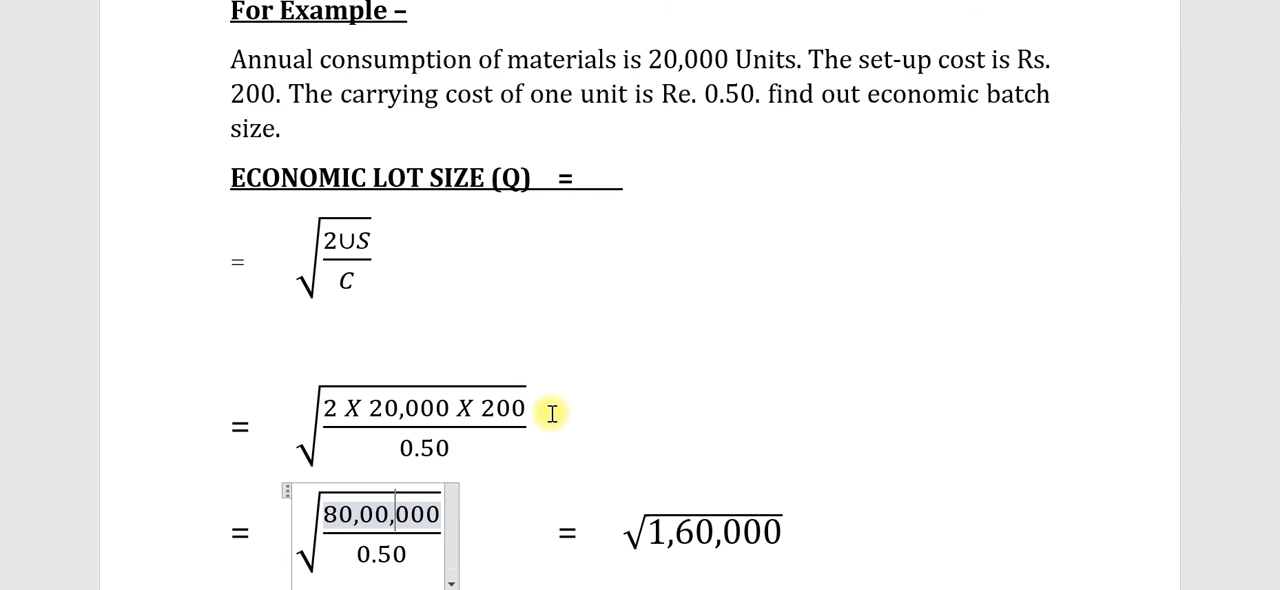 For Example –
Annual consumption of materials is 20,000 Units. The set-up cost is Rs.
200. The carrying cost of one unit is Re. 0.50. find out economic batch
size.
ECONOMIC LOT SIZE (Q) =
= √(2∪S / C)
= √(2 X 20,000 X 200 / 0.50)
= √(80,00,000 / 0.50) = √1,60,000